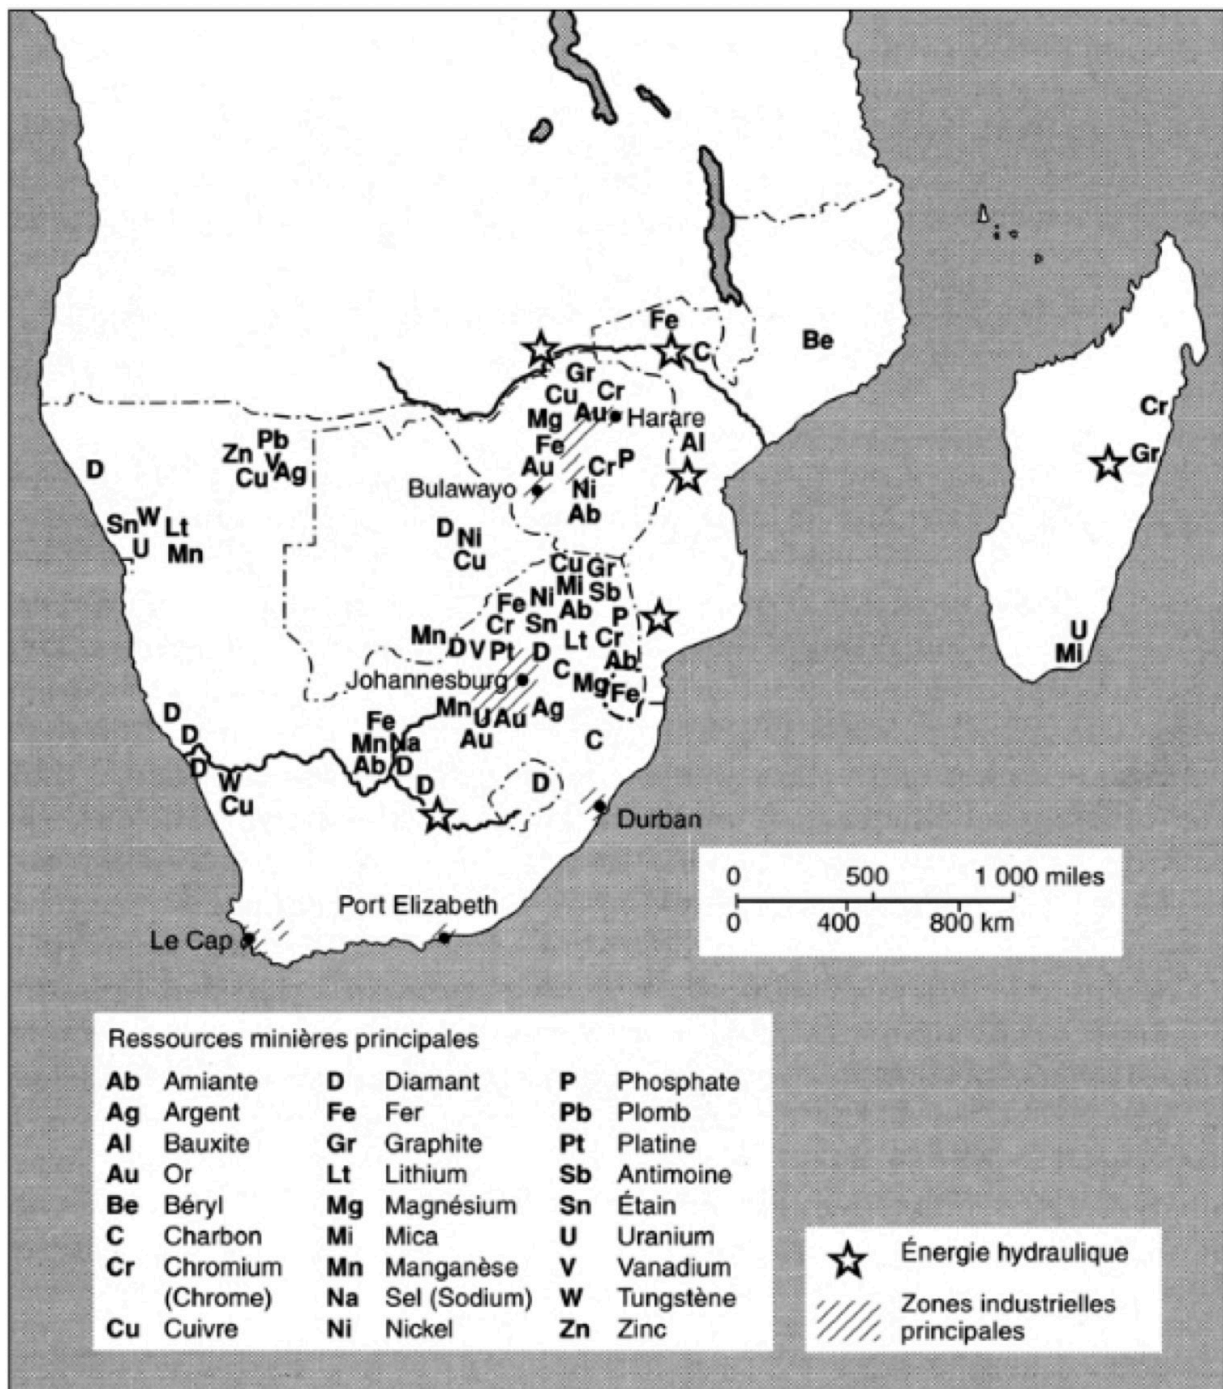 Fe
C
Be
Gr
Cu Cr
Mg Au Harare
Cr
Pb
Zn V
Cu Ag
Fe
Al
D
Au Cr P
Gr
Bulawayo
Ni
Ab
Sn W Lt
U Mn
D Ni
Cu
Cu Gr
Mi Sb
Fe Ni Ab
Cr Sn P
Mn Lt Cr
D V Pt D Ab
U
Mi
Johannesburg C Mg Fe
Mn U Au Ag
Au
D
D
D
Fe
Mn Na
Ab D
C
W
Cu
D
D
Durban
Port Elizabeth
Le Cap
0 500 1 000 miles
0 400 800 km
Ressources minières principales
Ab Amiante D Diamant P Phosphate
Ag Argent Fe Fer Pb Plomb
Al Bauxite Gr Graphite Pt Platine
Au Or Lt Lithium Sb Antimoine
Be Béryl Mg Magnésium Sn Étain
C Charbon Mi Mica U Uranium
Cr Chromium Mn Manganèse V Vanadium
(Chrome) Na Sel (Sodium) W Tungstène
Cu Cuivre Ni Nickel Zn Zinc
Énergie hydraulique
Zones industrielles
principales